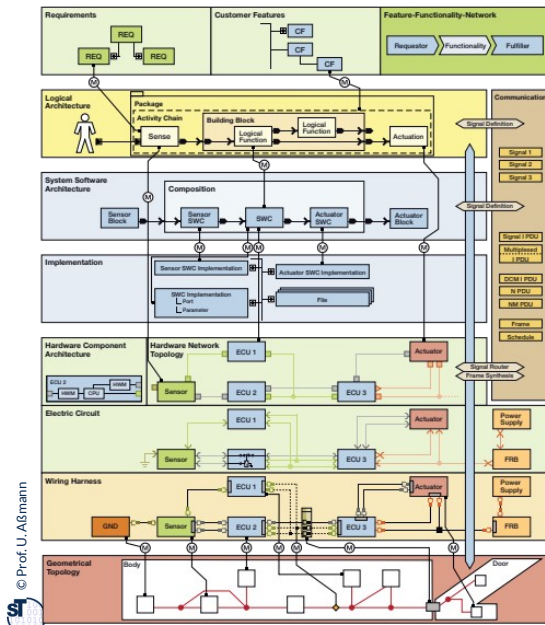 Requirements
REQ
REQ
REQ
Customer Features
CF
CF
CF
Feature-Functionality-Network
Requestor
Functionality
Fulfiller
M
M
Logical
Architecture
Package
Activity Chain
Building Block
Sense
Logical
Function
Logical
Function
Actuation
Communication
Signal Definition
Signal 1
Signal 2
Signal 3
M
M
M
System Software
Architecture
Composition
Sensor
Block
Sensor
SWC
SWC
Actuator
SWC
Actuator
Block
Signal Definition
M
M
M
M
Signal I PDU
Multiplexed
I PDU
DCM I PDU
N PDU
NM PDU
Frame
Schedule
Implementation
Sensor SWC Implementation
Actuator SWC Implementation
SWC Implementation
Port
Parameter
File
Hardware Component
Architecture
ECU 2
HWM
CPU
HWM
Hardware Network
Topology
ECU 1
Actuator
Sensor
ECU 2
ECU 3
Signal Router
Frame Synthesis
Electric Circuit
ECU 1
Actuator
Power
Supply
Sensor
ECU 3
FRB
Wiring Harness
ECU 1
Actuator
Power
Supply
GND
Sensor
ECU 2
ECU 3
FRB
M
M
M
M
M
M
M
Geometrical
Topology
Body
Door
© Prof. U. Aßmann
ST